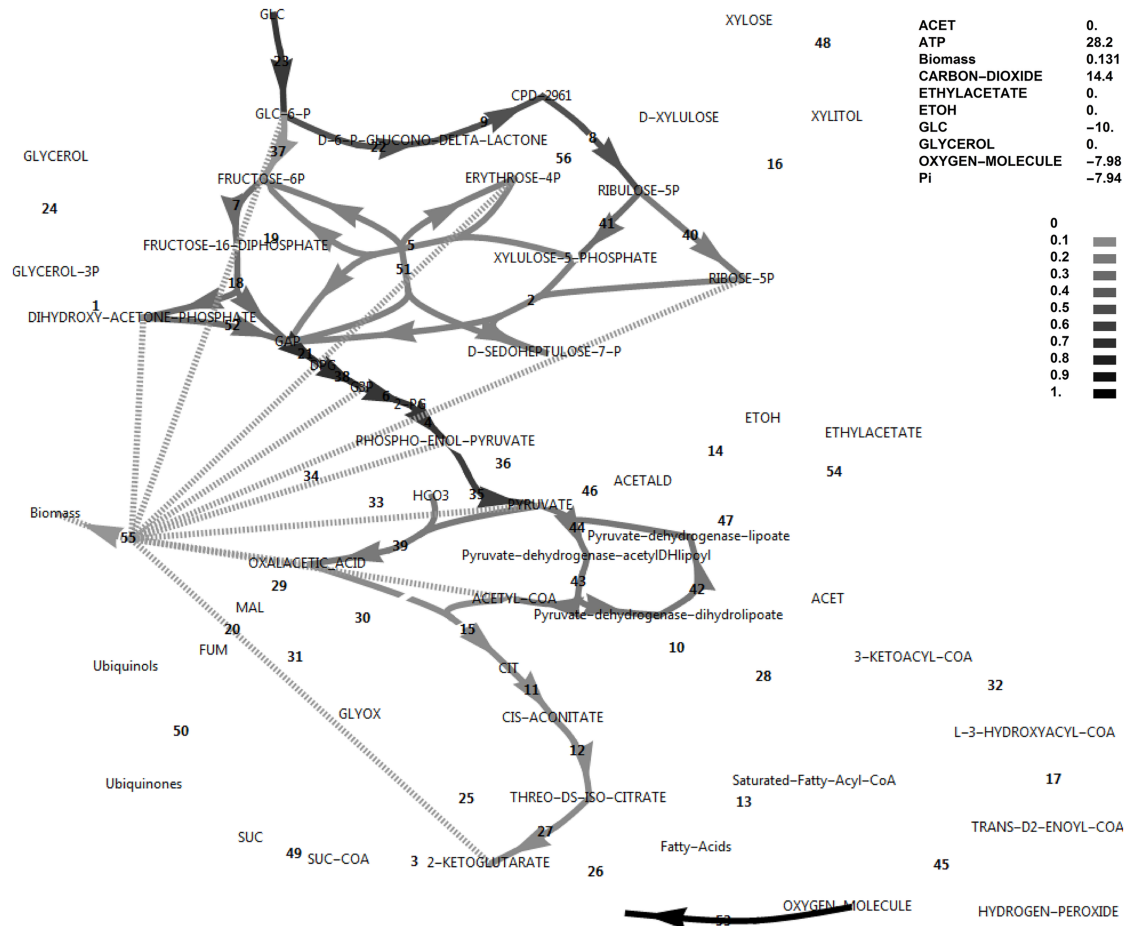 GLC
XYLOSE
48
23
GLC-6-P
CPD-2961
9
D-6-P-GLUCONO-DELTA-LACTONE
22
8
D-XYLULOSE
XYLITOL
37
56
16
GLYCEROL
24
FRUCTOSE-6P
ERYTHROSE-4P
RIBULOSE-5P
7
41
40
19
5
FRUCTOSE-16-DIPHOSPHATE
XYLULOSE-5-PHOSPHATE
GLYCEROL-3P
51
RIBOSE-5P
18
1
2
DIHYDROXY-ACETONE-PHOSPHATE
52
GAP
21
D-SEDOHEPTULOSE-7-P
DPG
38
G3P
6
2-PG
4
PHOSPHO-ENOL-PYRUVATE
ETOH
ETHYLACETATE
14
54
36
34
ACETALD
46
35
33
HCO3
PYRUVATE
Biomass
55
44
47
Pyruvate-dehydrogenase-lipoate
39
Pyruvate-dehydrogenase-acetylDHlipoyl
OXALACETIC_ACID
29
43
42
ACETYL-COA
ACET
MAL
30
Pyruvate-dehydrogenase-dihydrolipoate
20
15
FUM
10
31
Ubiquinols
CIT
3-KETOACYL-COA
28
32
11
GLYOX
CIS-ACONITATE
50
L-3-HYDROXYACYL-COA
12
Ubiquinones
Saturated-Fatty-Acyl-CoA
17
25
THREO-DS-ISO-CITRATE
13
27
TRANS-D2-ENOYL-COA
SUC
49
SUC-COA
3
2-KETOGLUTARATE
Fatty-Acids
26
45
OXYGEN-MOLECULE
53
HYDROGEN-PEROXIDE
ACET 0.
ATP 28.2
Biomass 0.131
CARBON-DIOXIDE 14.4
ETHYLACETATE 0.
ETOH 0.
GLC -10.
GLYCEROL 0.
OXYGEN-MOLECULE -7.98
Pi -7.94
0
0.1
0.2
0.3
0.4
0.5
0.6
0.7
0.8
0.9
1.